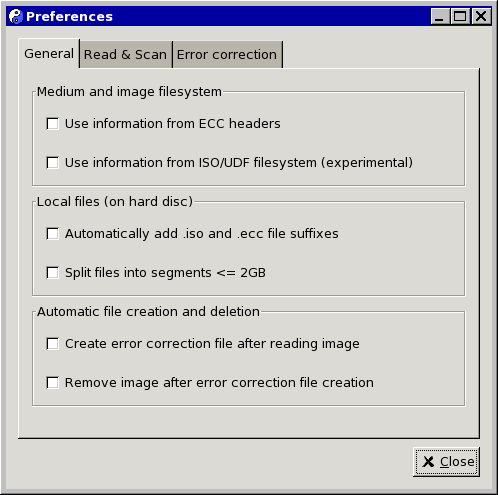 Preferences
General Read & Scan Error correction
Medium and image filesystem
Use information from ECC headers
Use information from ISO/UDF filesystem (experimental)
Local files (on hard disc)
Automatically add .iso and .ecc file suffixes
Split files into segments <= 2GB
Automatic file creation and deletion
Create error correction file after reading image
Remove image after error correction file creation
Close